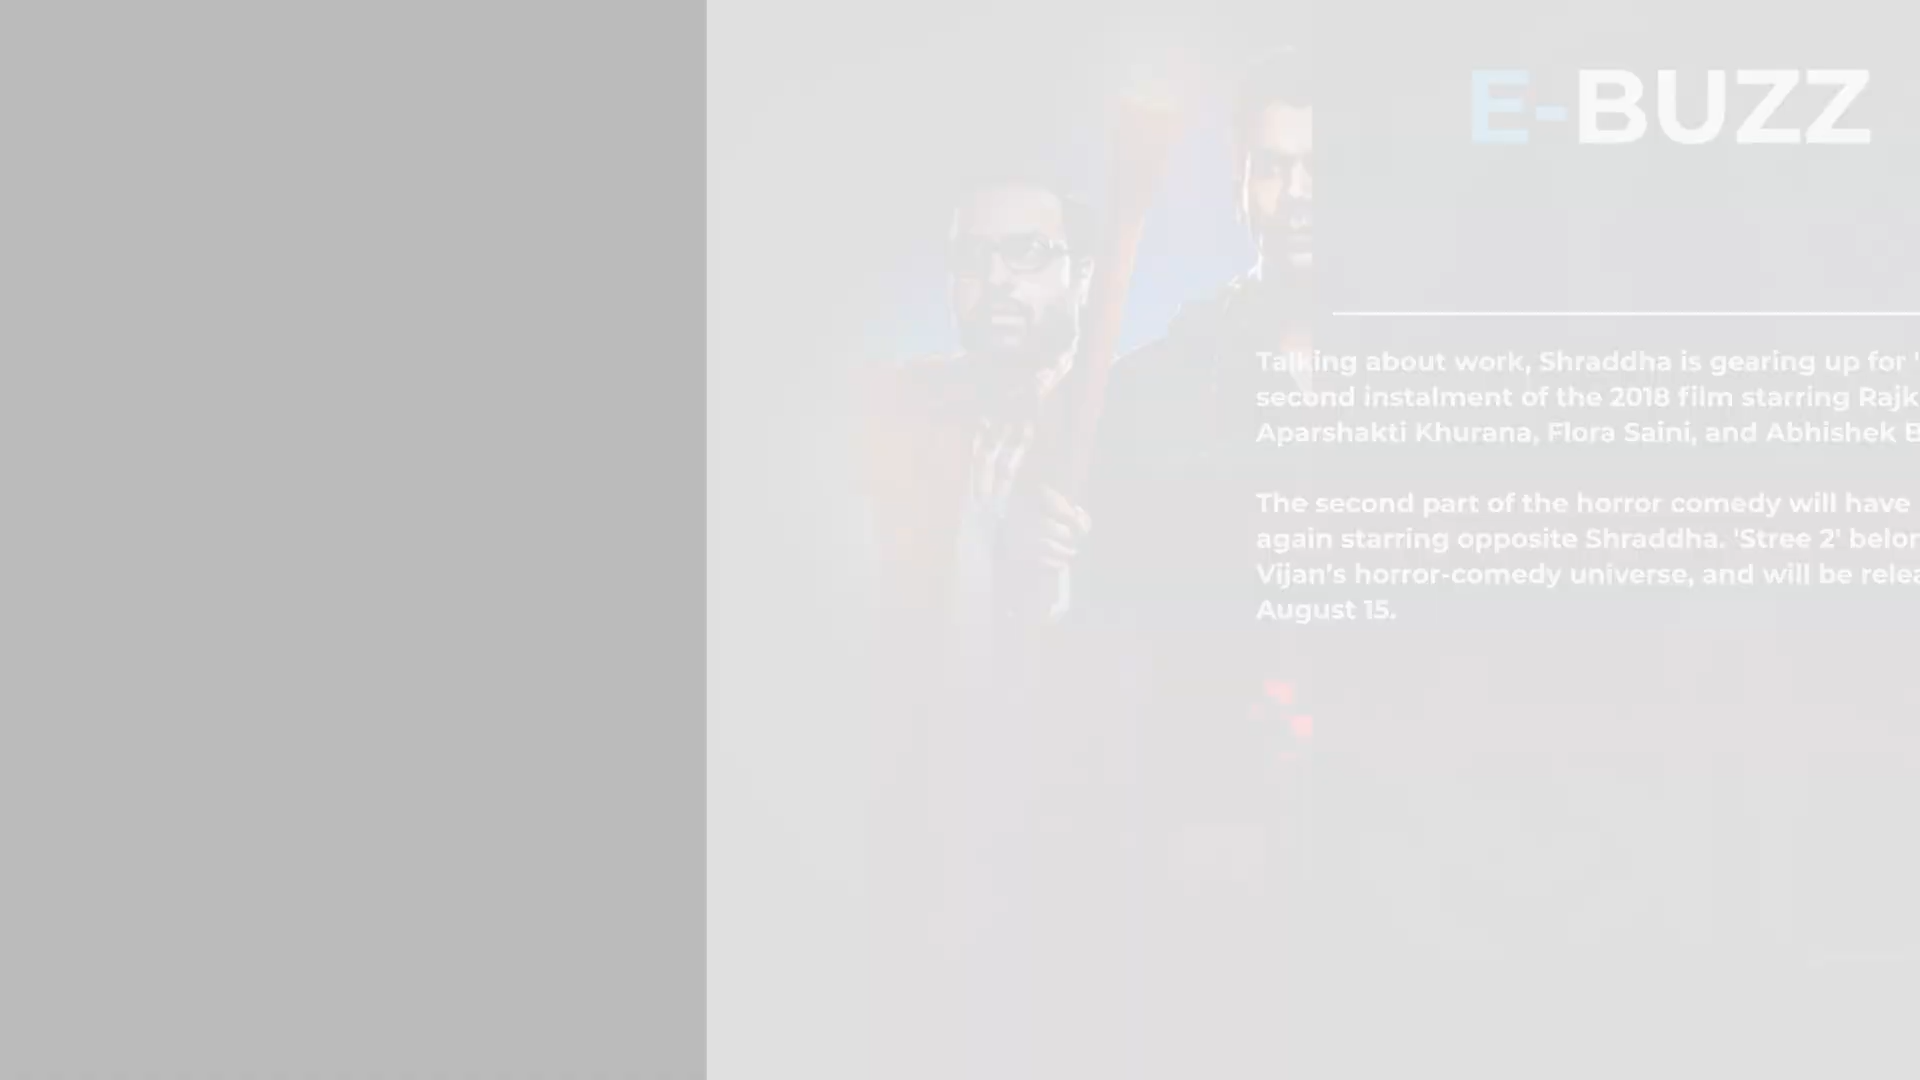 E-BUZZ
Talking about work, Shraddha is gearing up for '
second instalment of the 2018 film starring Rajk
Aparshakti Khurana, Flora Saini, and Abhishek B
The second part of the horror comedy will have
again starring opposite Shraddha. 'Stree 2' belon
Vijan’s horror-comedy universe, and will be relea
August 15.